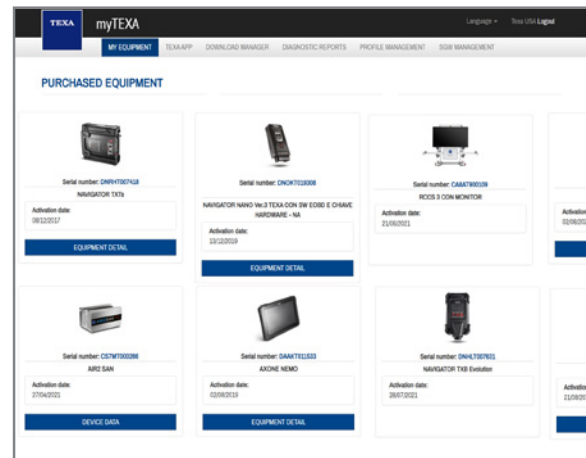 TEXA
myTEXA
Language
Texa USA Logout
MY EQUIPMENT TEXA APP DOWNLOAD MANAGER DIAGNOSTIC REPORTS PROFILE MANAGEMENT SGW MANAGEMENT
PURCHASED EQUIPMENT
Serial number: DNRHT007418
NAVIGATOR TXTs
Activation date:
08/12/2017
EQUIPMENT DETAIL
Serial number: DNOKT019308
NAVIGATOR NANO Ver.3 TEXA CON SW EOBD E CHIAVE
HARDWARE - NA
Activation date:
13/12/2019
EQUIPMENT DETAIL
Serial number: CA8AT900109
RCCS 3 CON MONITOR
Activation date:
21/06/2021
Serial number: CS7MT000266
AIR2 SAN
Activation date:
27/04/2021
DEVICE DATA
Serial number: DAAKT011533
AXONE NEMO
Activation date:
02/08/2019
EQUIPMENT DETAIL
Serial number: DNHLT007631
NAVIGATOR TXB Evolution
Activation date:
28/07/2021